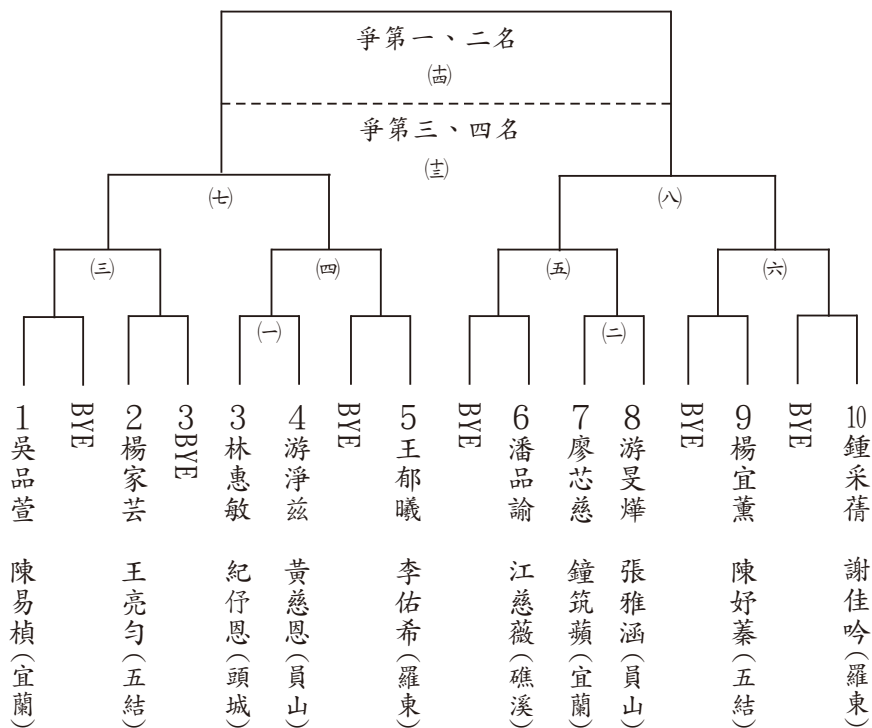 爭第一、二名
㈩四
爭第三、四名
㈩三
㈦
㈧
㈢
㈣
㈤
㈥
㈠
㈡
1 吳品萱 陳易楨(宜蘭)
BYE
2 楊家芸 王亮勻(五結)
3 BYE
3 林惠敏 紀伃恩(頭城)
4 游淨兹 黃慈恩(員山)
BYE
5 王郁曦 李佑希(羅東)
BYE
6 潘品諭 江慈薇(礁溪)
7 廖芯慈 鐘筑蘋(宜蘭)
8 游旻燁 張雅涵(員山)
BYE
9 楊宜薰 陳妤蓁(五結)
BYE
10 鍾采蒨 謝佳吟(羅東)